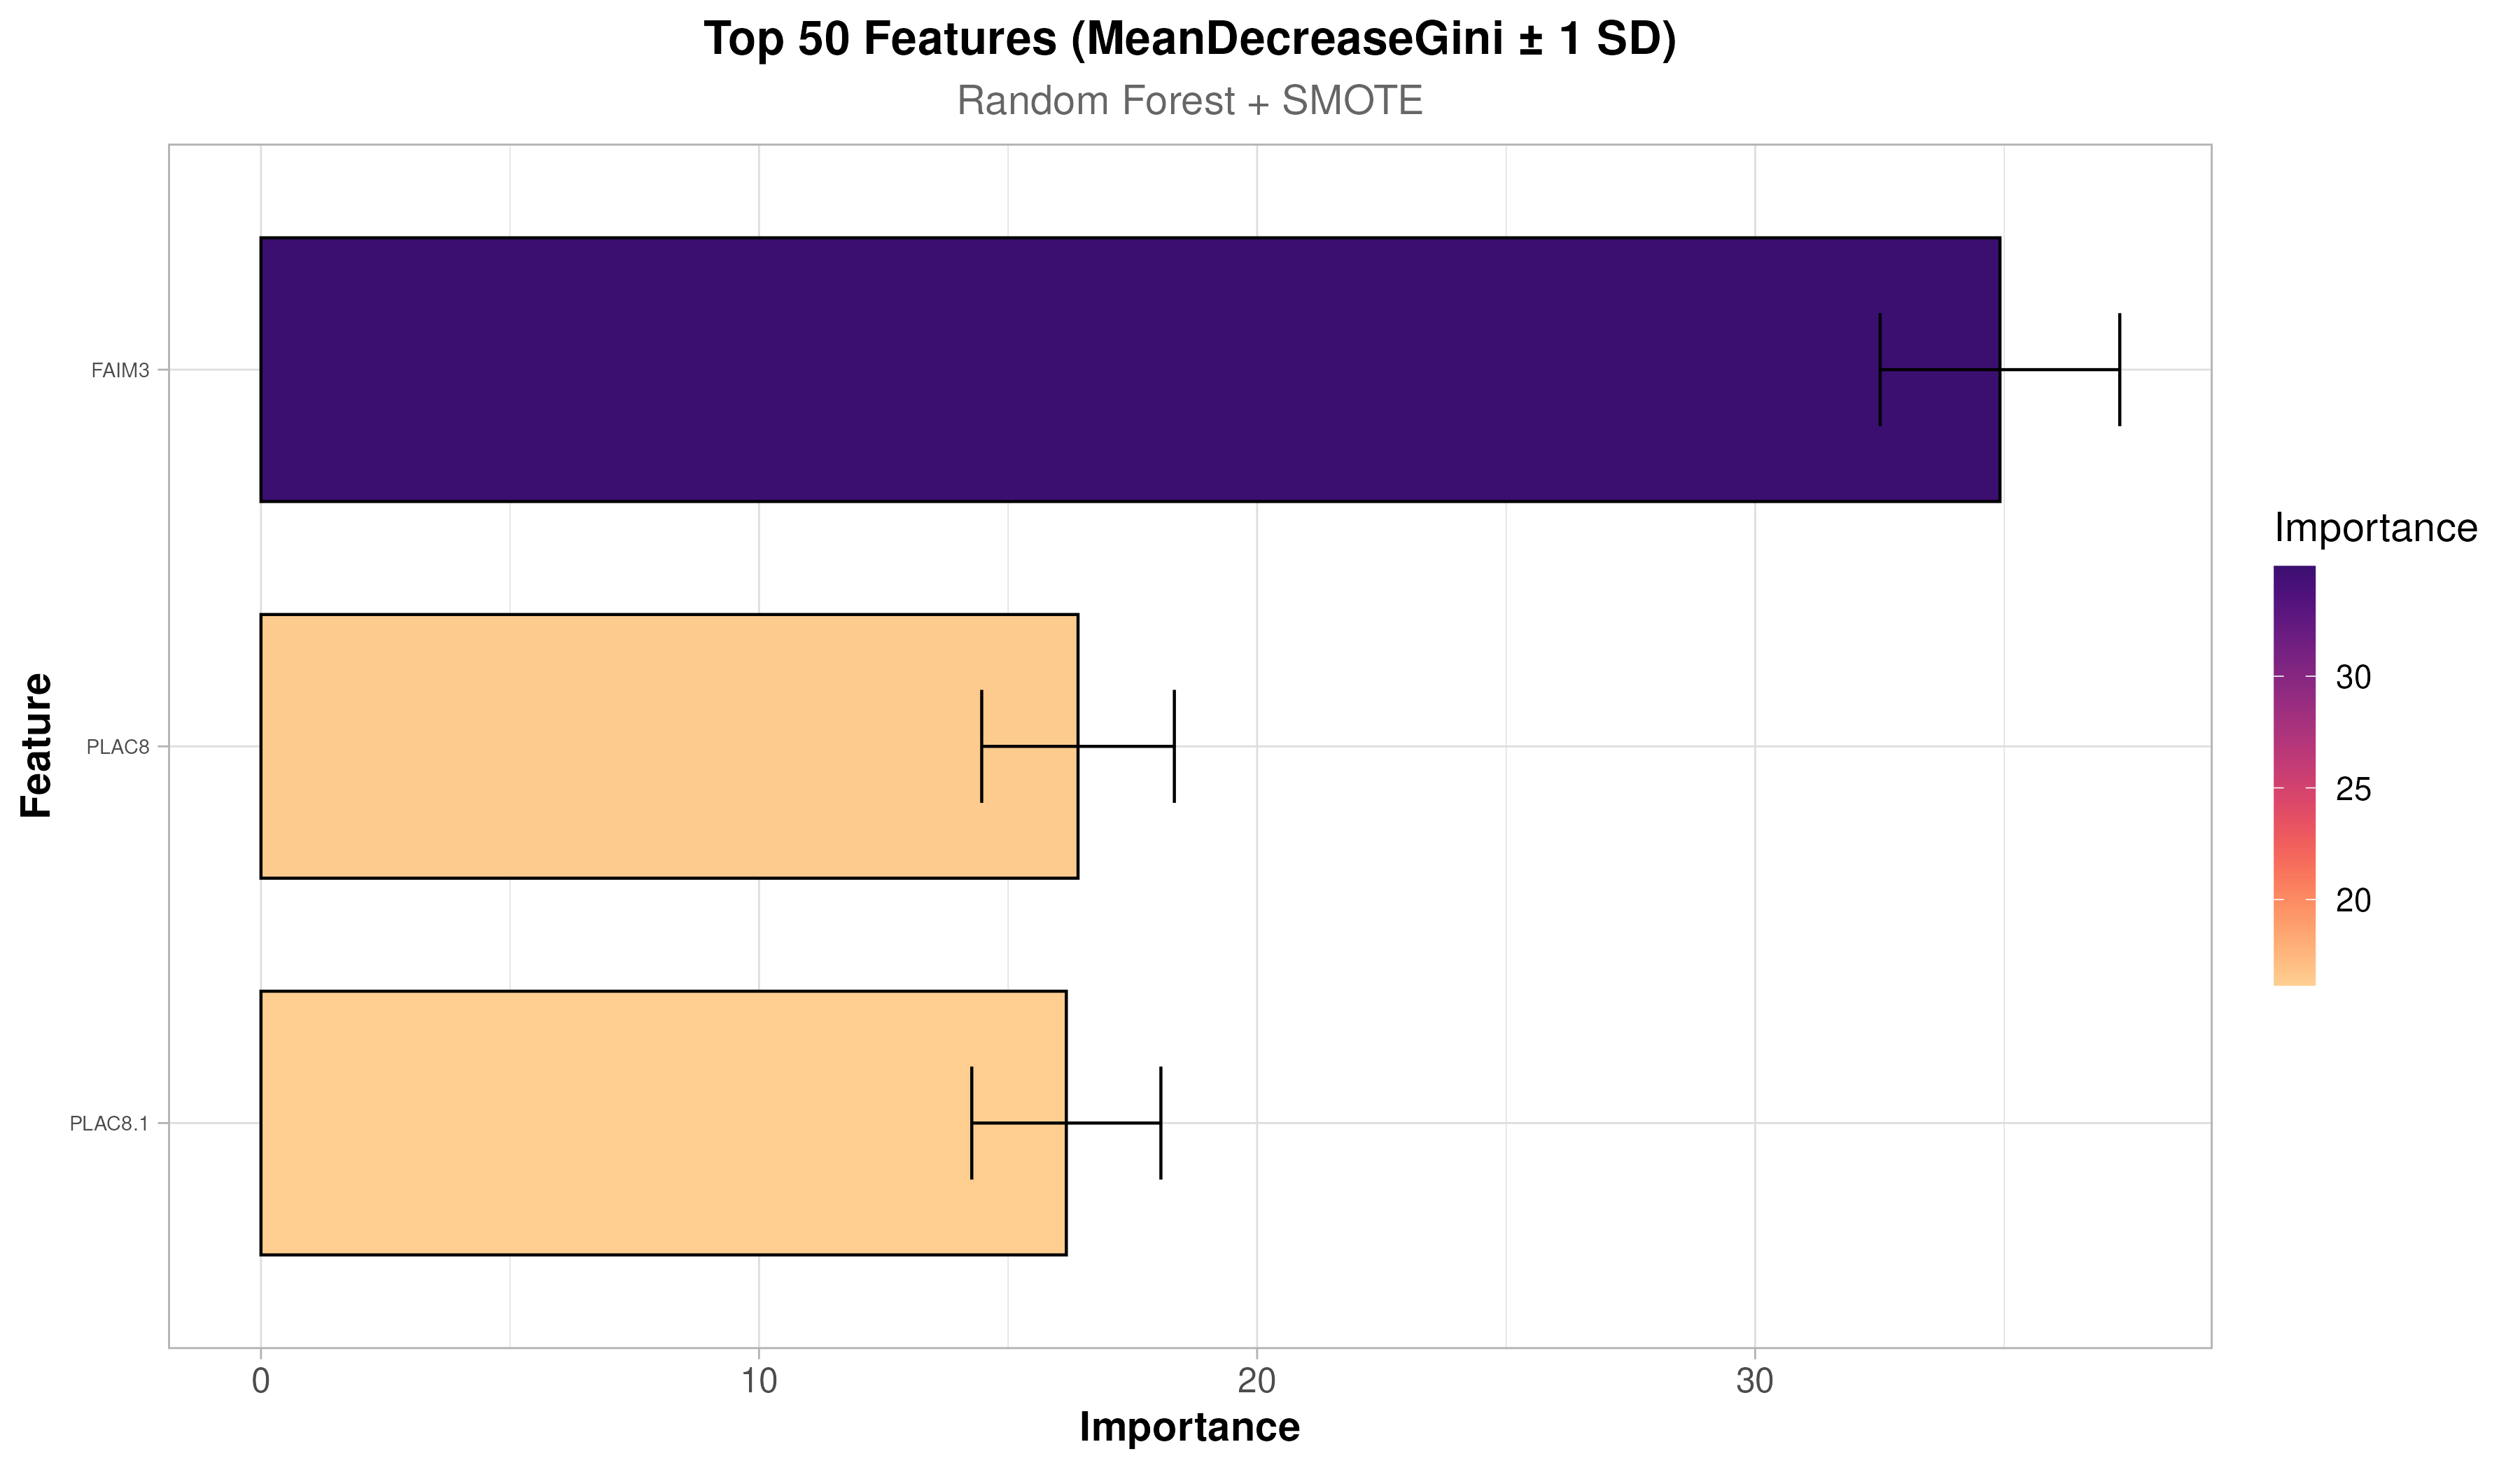 Top 50 Features (MeanDecreaseGini ± 1 SD)
Random Forest + SMOTE
Feature
FAIM3
PLAC8
PLAC8.1
0 10 20 30
Importance
Importance
30
25
20